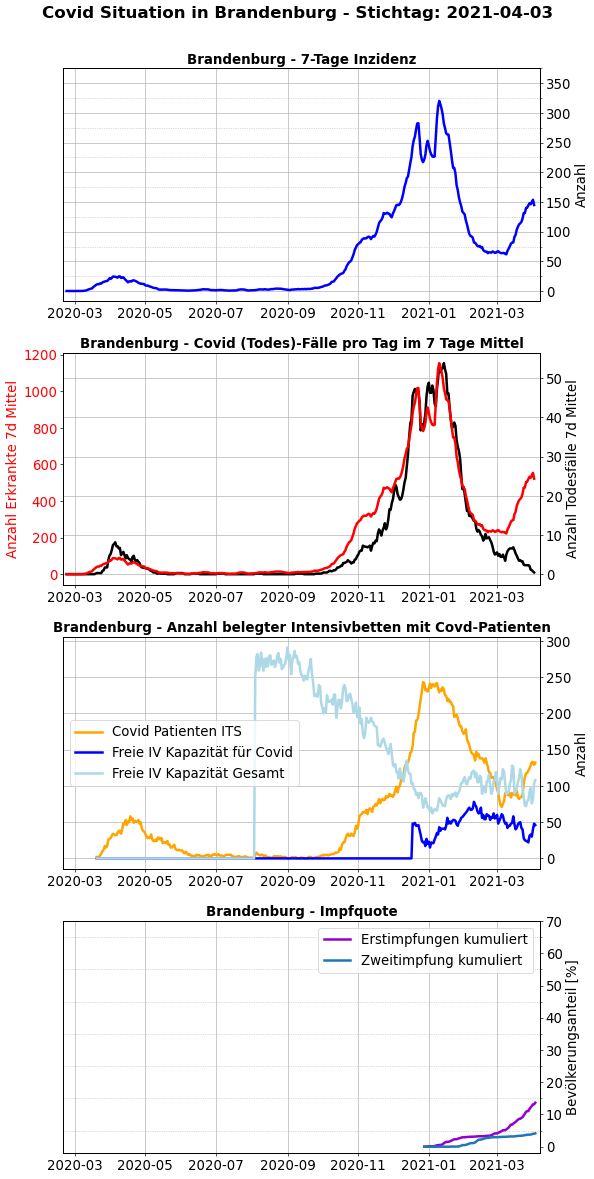 Covid Situation in Brandenburg - Stichtag: 2021-04-03
Brandenburg - 7-Tage Inzidenz
350
300
250
200
150
100
50
0
Anzahl
2020-03 2020-05 2020-07 2020-09 2020-11 2021-01 2021-03
Brandenburg - Covid (Todes)-Fälle pro Tag im 7 Tage Mittel
Anzahl Erkrankte 7d Mittel
1200
1000
800
600
400
200
0
50
40
30
20
10
0
Anzahl Todesfälle 7d Mittel
2020-03 2020-05 2020-07 2020-09 2020-11 2021-01 2021-03
Brandenburg - Anzahl belegter Intensivbetten mit Covd-Patienten
Covid Patienten ITS
Freie IV Kapazität für Covid
Freie IV Kapazität Gesamt
300
250
200
150
100
50
0
Anzahl
2020-03 2020-05 2020-07 2020-09 2020-11 2021-01 2021-03
Brandenburg - Impfquote
Erstimpfungen kumuliert
Zweitimpfung kumuliert
70
60
50
40
30
20
10
0
Bevölkerungsanteil [%]
2020-03 2020-05 2020-07 2020-09 2020-11 2021-01 2021-03